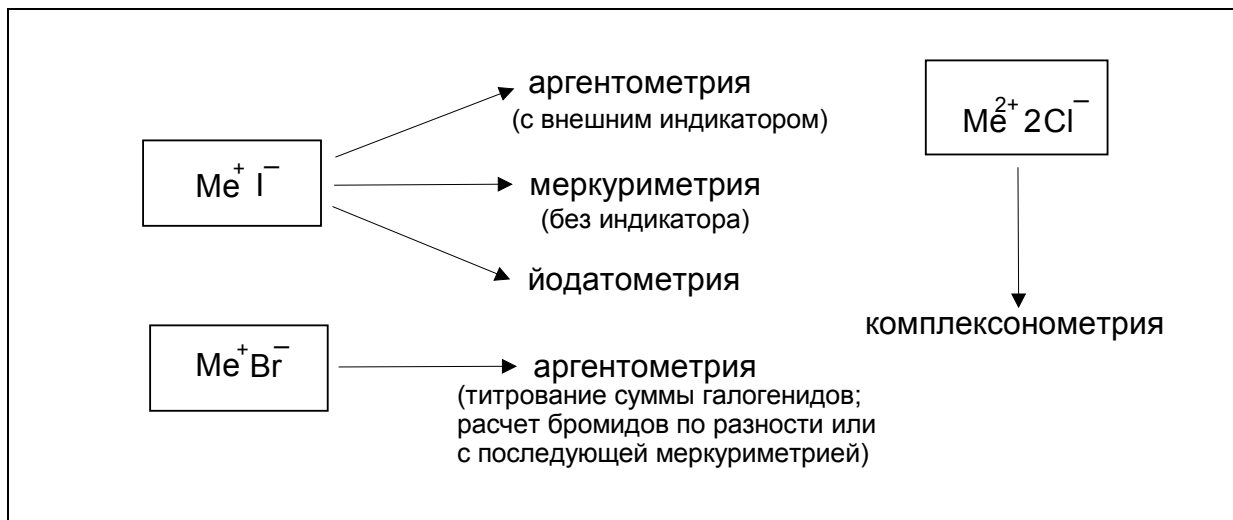 аргентометрия
(с внешним индикатором)
Me⁺ I⁻
меркуриметрия
(без индикатора)
йодатометрия
Me²⁺ 2Cl⁻
комплексонометрия
Me⁺Br⁻
аргентометрия
(титрование суммы галогенидов;
расчет бромидов по разности или
с последующей меркуриметрией)